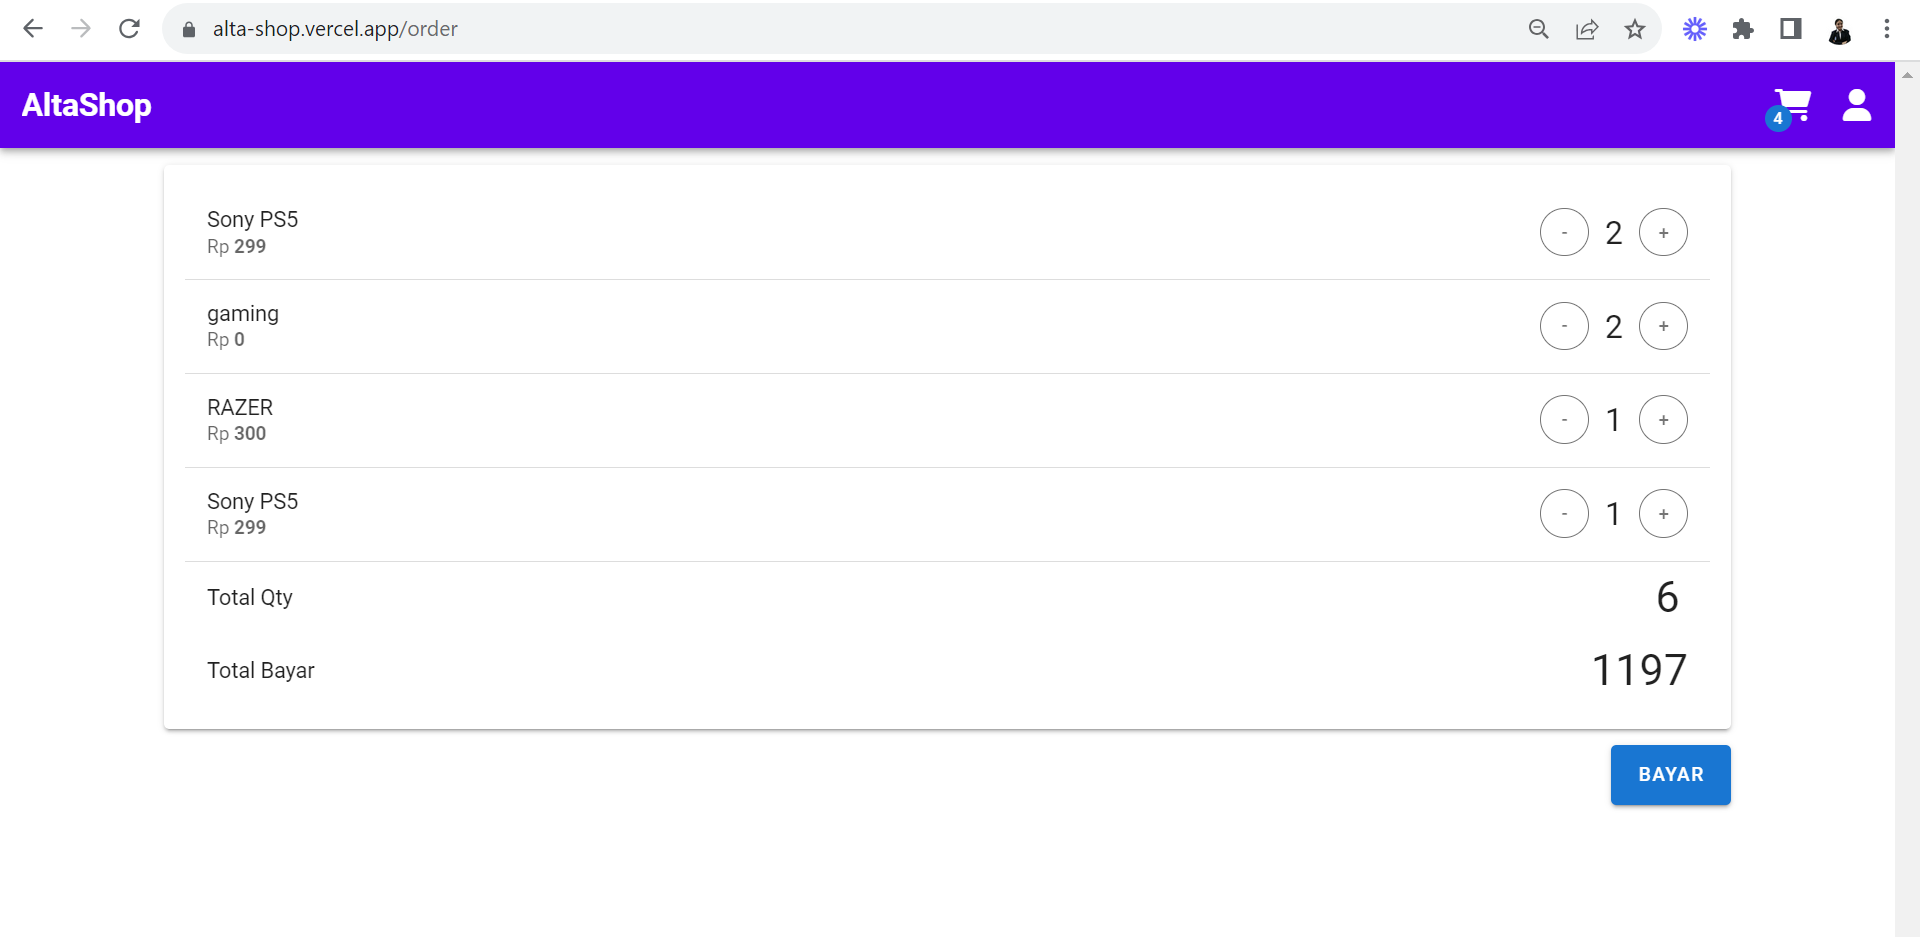 alta-shop.vercel.app/order
AltaShop
4
Sony PS5
Rp 299
- 2 +
gaming
Rp 0
- 2 +
RAZER
Rp 300
- 1 +
Sony PS5
Rp 299
- 1 +
Total Qty 6
Total Bayar 1197
BAYAR